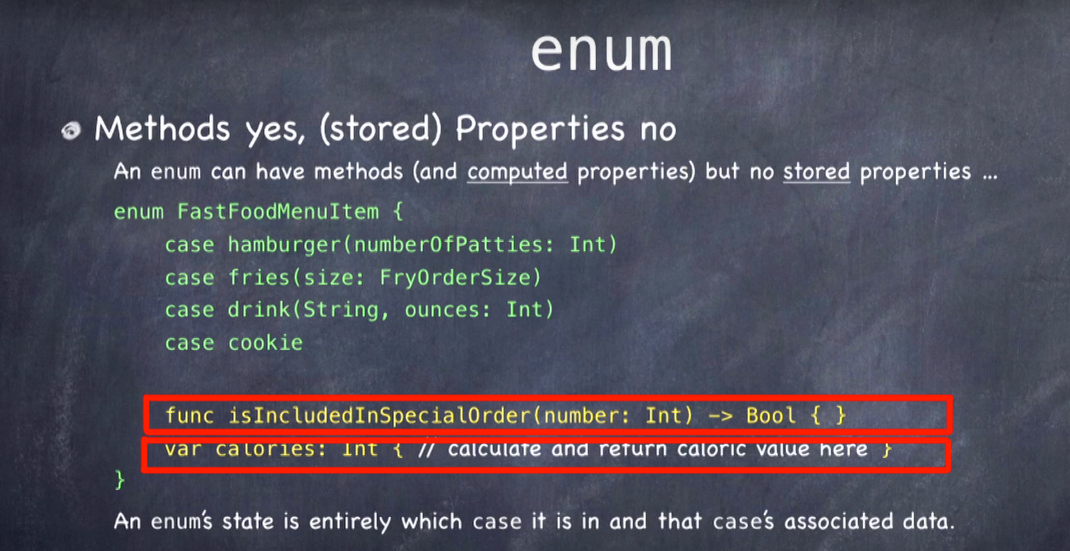 enum
Methods yes, (stored) Properties no
An enum can have methods (and computed properties) but no stored properties ...
enum FastFoodMenuItem {
case hamburger(numberOfPatties: Int)
case fries(size: FryOrderSize)
case drink(String, ounces: Int)
case cookie
func isIncludedInSpecialOrder(number: Int) -> Bool { }
var calories: Int { // calculate and return caloric value here }
}
An enum's state is entirely which case it is in and that case's associated data.